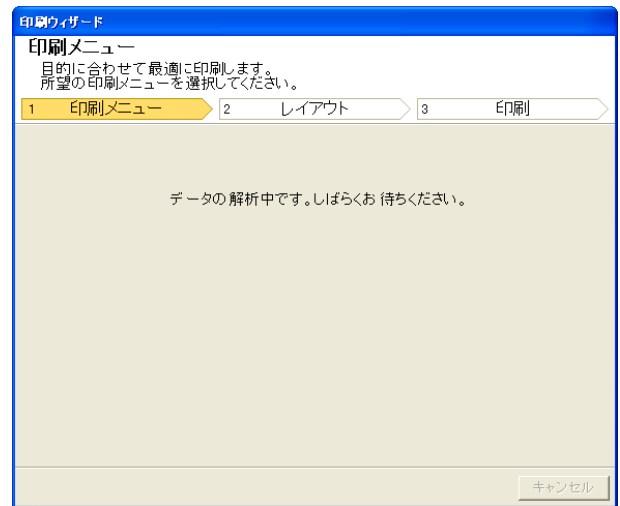 印刷ウィザード
印刷メニュー
目的に合わせて最適に印刷します。
所望の印刷メニューを選択してください。
1 印刷メニュー 2 レイアウト 3 印刷
データの解析中です。しばらくお待ちください。
キャンセル